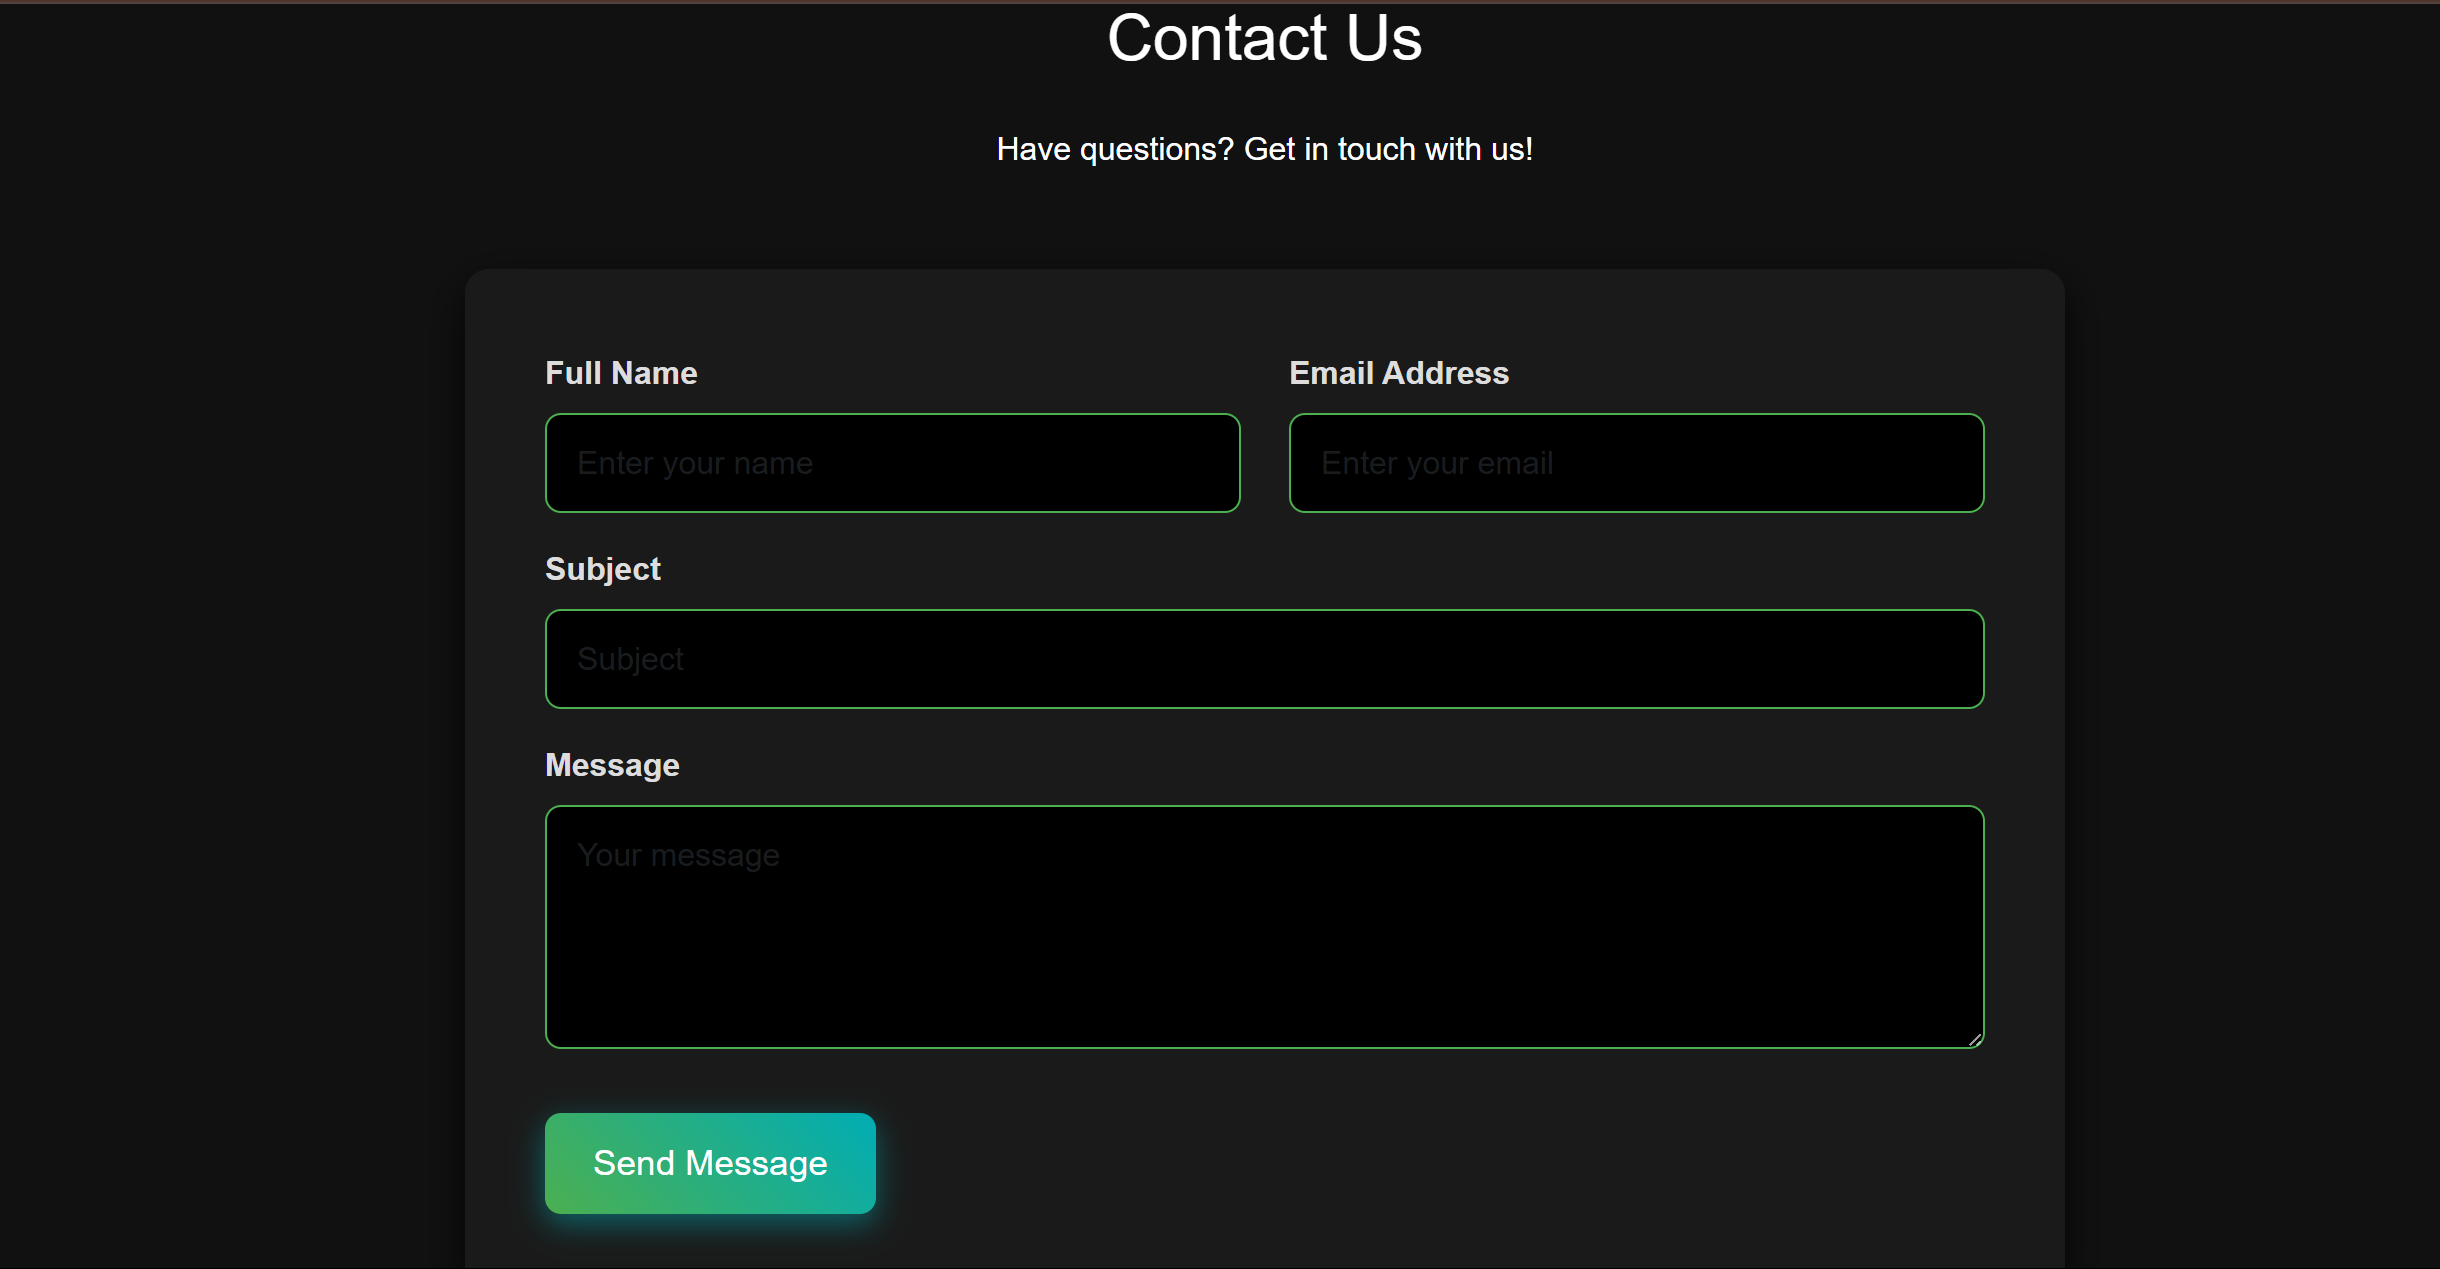 Contact Us
Have questions? Get in touch with us!
Full Name
Email Address
Enter your name
Enter your email
Subject
Subject
Message
Your message
Send Message